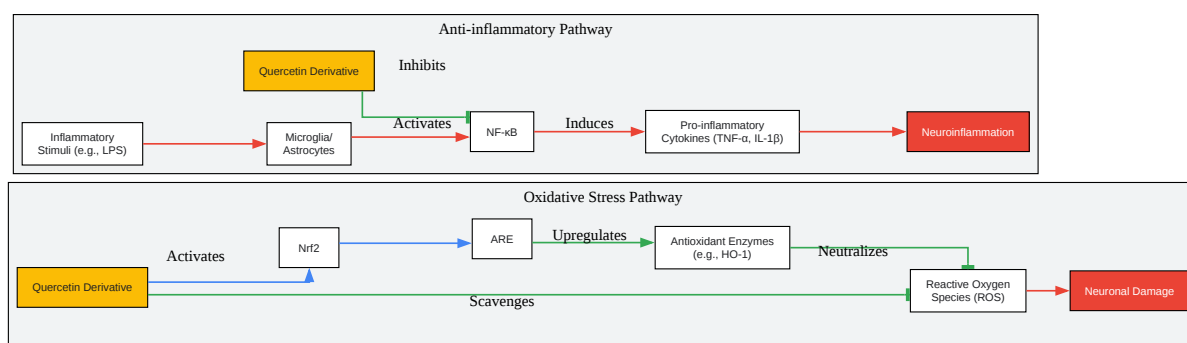 Anti-inflammatory Pathway
Quercetin Derivative
Inhibits
Inflammatory
Stimuli (e.g., LPS)
Microglia/
Astrocytes
Activates
NF-κB
Induces
Pro-inflammatory
Cytokines (TNF-α, IL-1β)
Neuroinflammation
Oxidative Stress Pathway
Quercetin Derivative
Activates
Nrf2
ARE
Upregulates
Antioxidant Enzymes
(e.g., HO-1)
Neutralizes
Scavenges
Reactive Oxygen
Species (ROS)
Neuronal Damage